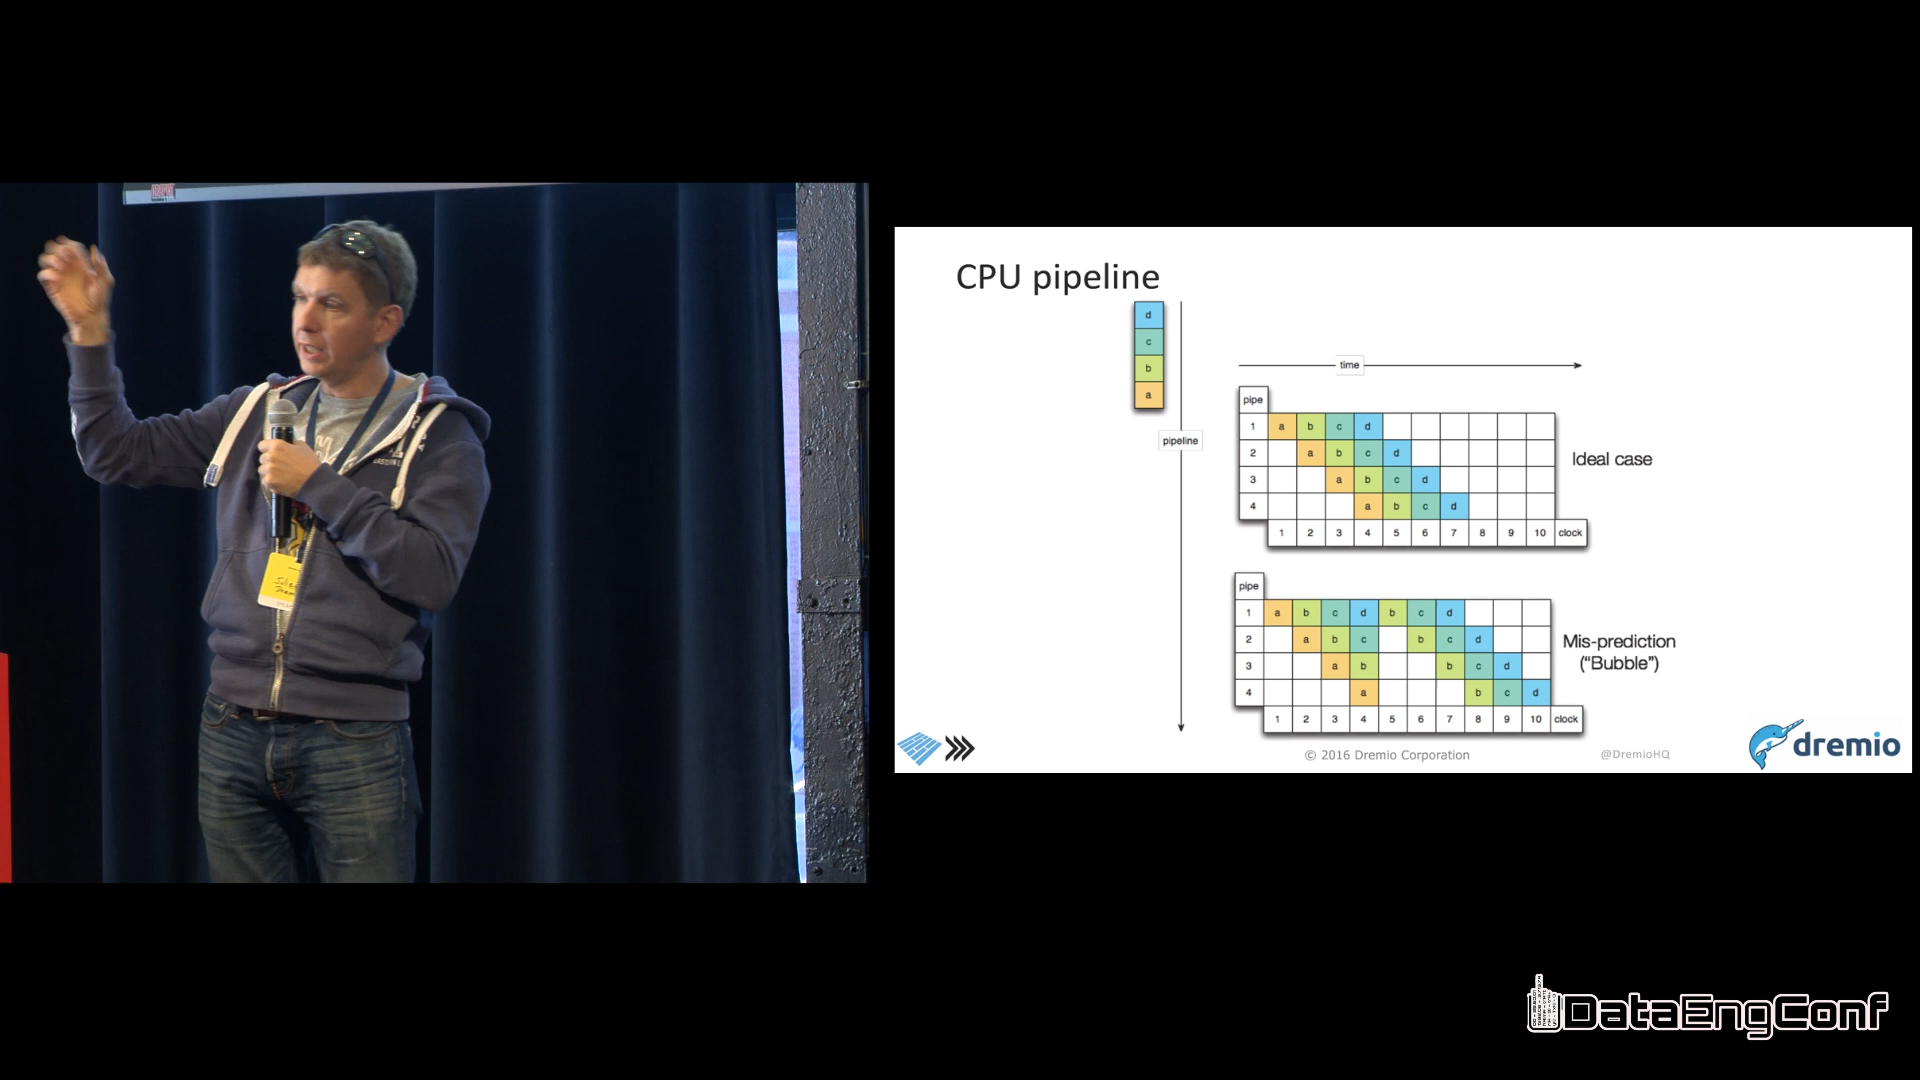 CPU pipeline
d
c
b
a
pipeline
time
pipe
1 a b c d
2 a b c d
3 a b c d
4 a b c d
1 2 3 4 5 6 7 8 9 10 clock
Ideal case
pipe
1 a b c d b c d
2 a b c b c d
3 a b b c d
4 a b c d
1 2 3 4 5 6 7 8 9 10 clock
Mis-prediction
(“Bubble”)
© 2016 Dremio Corporation
@DremioHQ
dremio
DataEngConf